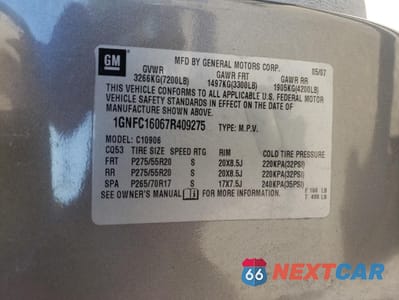 GM
MFD BY GENERAL MOTORS CORP.
05/07
GVWR GAWR FRT GAWR RR
3266KG(7200LB) 1497KG(3300LB) 1905KG(4200LB)
THIS VEHICLE CONFORMS TO ALL APPLICABLE U.S. FEDERAL MOTOR
VEHICLE SAFETY STANDARDS IN EFFECT ON THE DATE OF
MANUFACTURE SHOWN ABOVE.
1GNFC16067R409275 TYPE: M.P.V.
MODEL: C10906
CQ53 TIRE SIZE SPEED RTG RIM COLD TIRE PRESSURE
FRT P275/55R20 S 20X8.5J 220KPA(32PSI)
RR P275/55R20 S 20X8.5J 220KPA(32PSI)
SPA P265/70R17 S 17X7.5J 240KPA(35PSI)
SEE OWNER'S MANUAL FOR MORE INFORMATION.
66 NEXTCAR